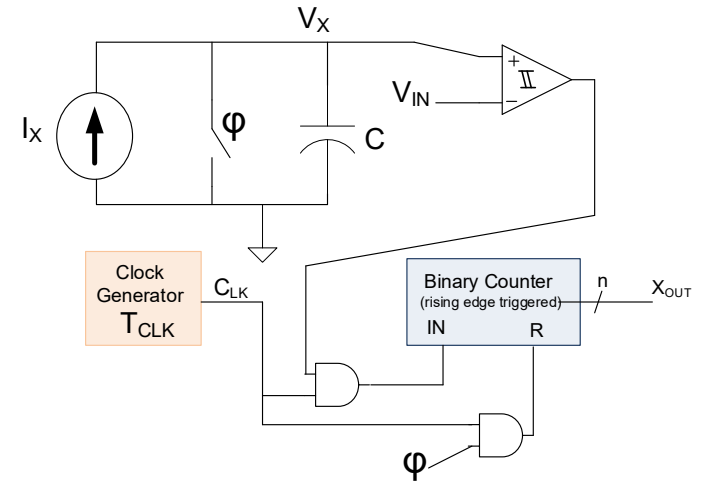 V_X
+
V_IN
−
I_X
φ
C
Clock
Generator
T_CLK
C_LK
Binary Counter
(rising edge triggered)
IN
R
n
X_OUT
φ